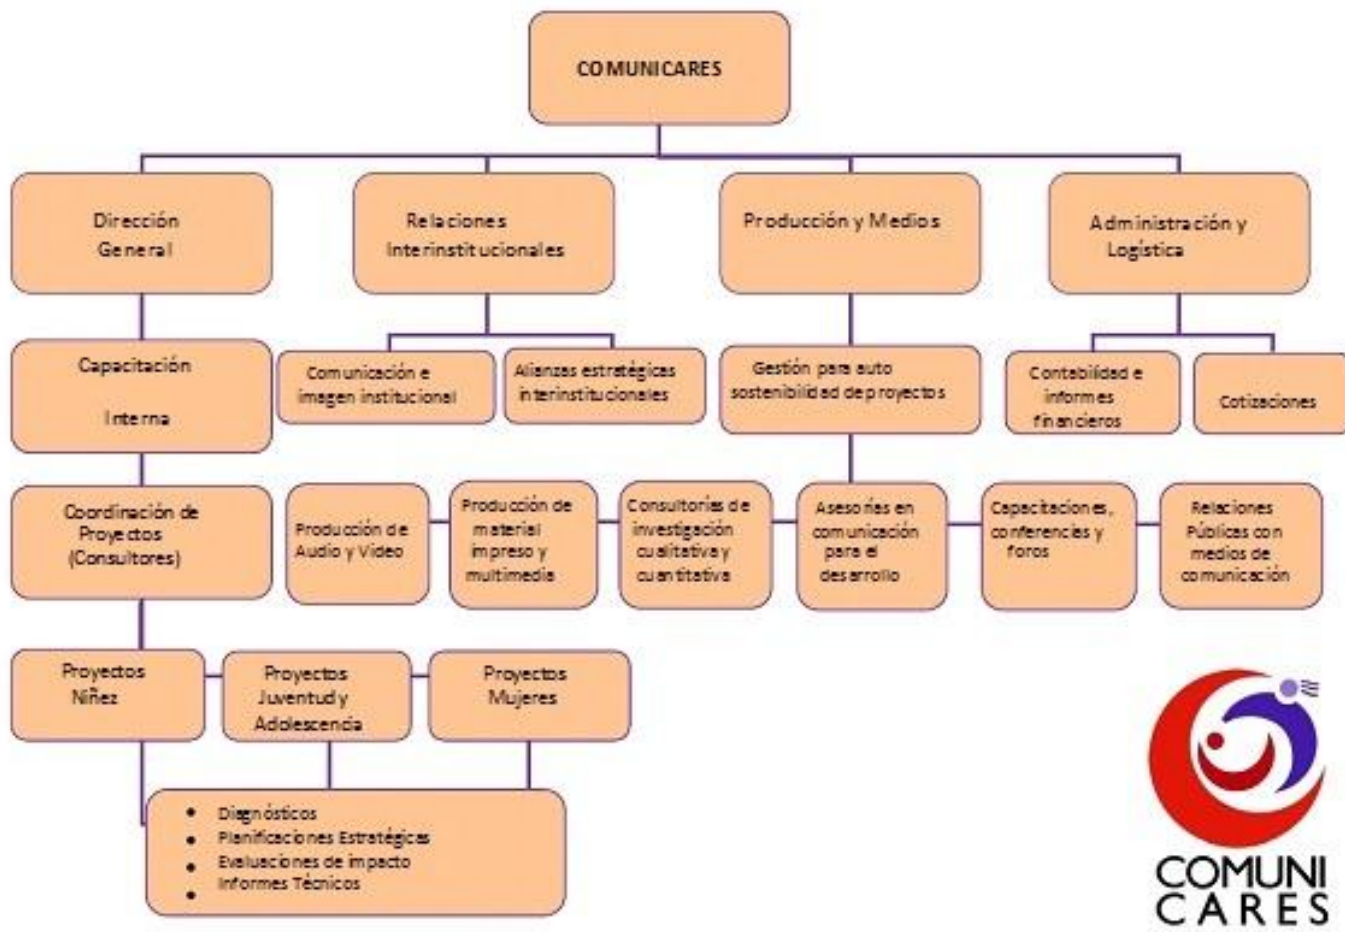 COMUNICARES
Dirección
General
Relaciones
Interinstitucionales
Producción y Medios
Administración y
Logística
Capacitación
Interna
Comunicación e
imagen institucional
Alianzas estratégicas
interinstitucionales
Gestión para auto
sostenibilidad de proyectos
Contabilidad e
informes
financieros
Cotizaciones
Coordinación de
Proyectos
(Consultores)
Producción de
Audio y Video
Producción de
material
impreso y
multimedia
Consultorías de
investigación
cualitativa y
cuantitativa
Asesorías en
comunicación
para el
desarrollo
Capacitaciones,
conferencias y
foros
Relaciones
Públicas con
medios de
comunicación
Proyectos
Niñez
Proyectos
Juventud y
Adolescencia
Proyectos
Mujeres
• Diagnósticos
• Planificaciones Estratégicas
• Evaluaciones de impacto
• Informes Técnicos
•
COMUNI
CARES